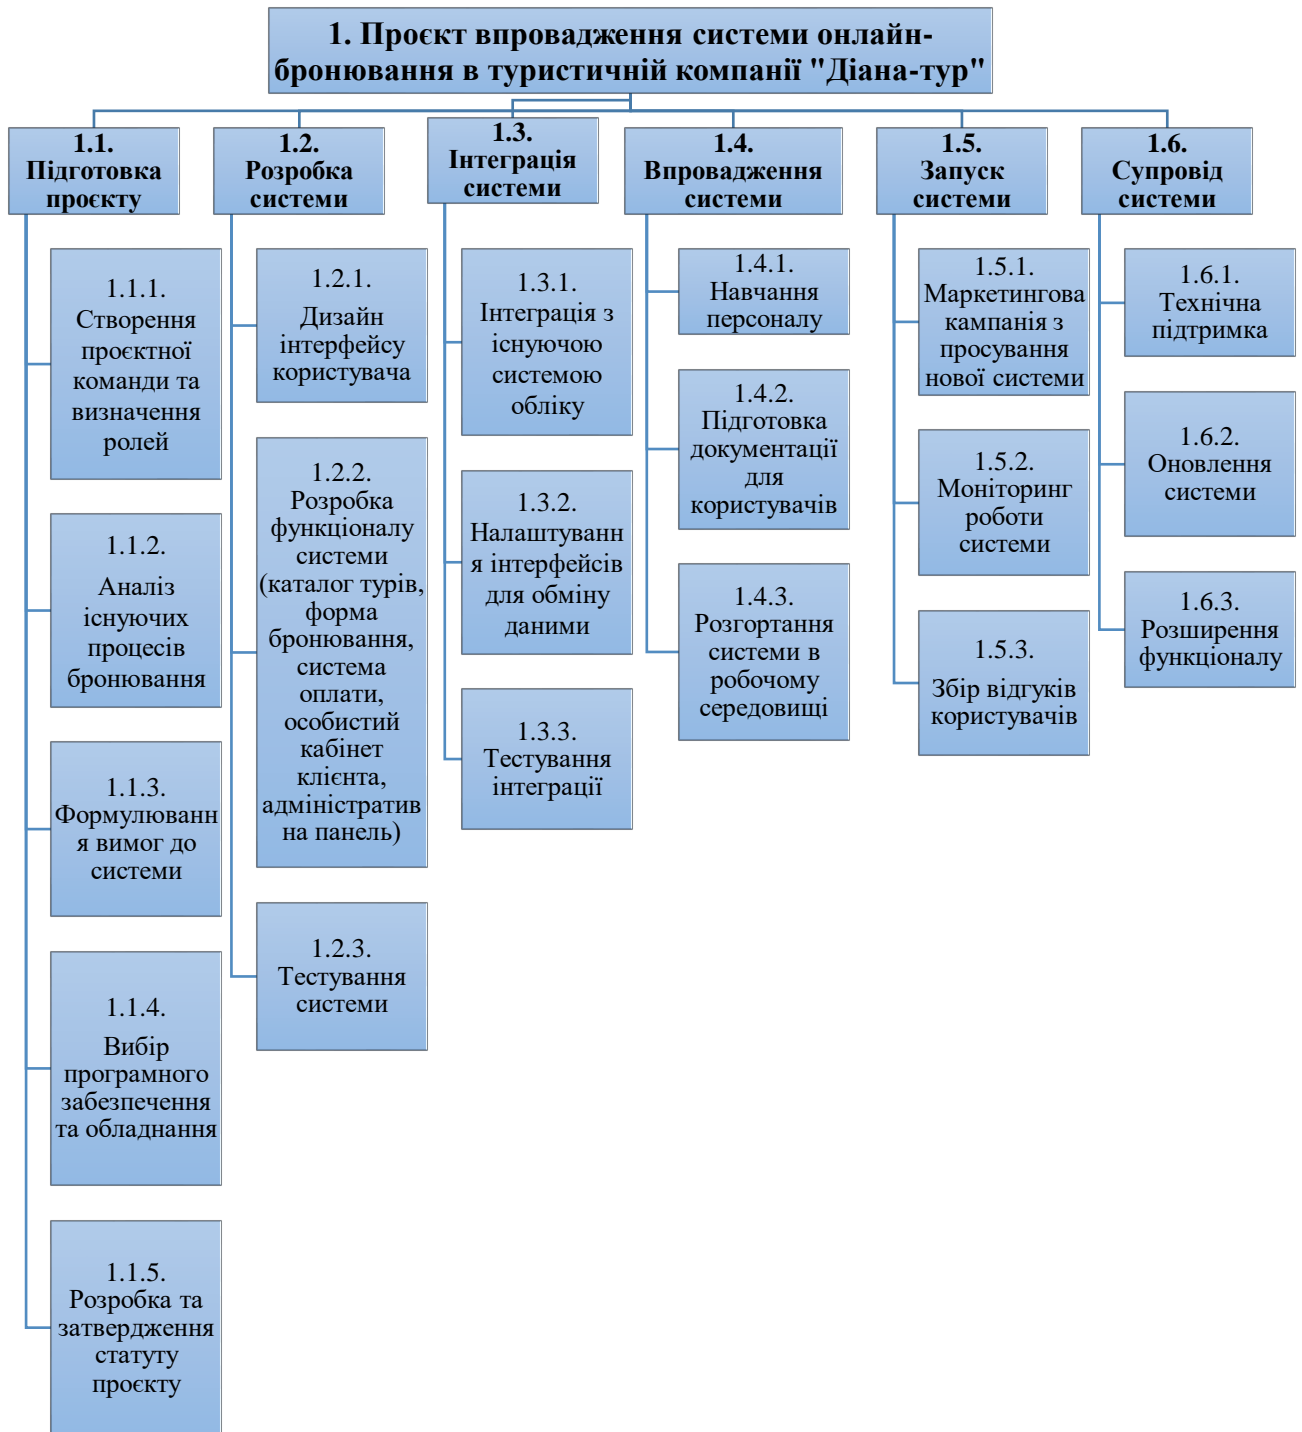 1. Проєкт впровадження системи онлайн-
бронювання в туристичній компанії "Діана-тур"
1.1.
Підготовка
проєкту
1.1.1.
Створення
проєктної
команди та
визначення
ролей
1.1.2.
Аналіз
існуючих
процесів
бронювання
1.1.3.
Формулюванн
я вимог до
системи
1.1.4.
Вибір
програмного
забезпечення
та обладнання
1.1.5.
Розробка та
затвердження
статуту
проєкту
1.2.
Розробка
системи
1.2.1.
Дизайн
інтерфейсу
користувача
1.2.2.
Розробка
функціоналу
системи
(каталог турів,
форма
бронювання,
система
оплати,
особистий
кабінет
клієнта,
адміністратив
на панель)
1.2.3.
Тестування
системи
1.3.
Інтеграція
системи
1.3.1.
Інтеграція з
існуючою
системою
обліку
1.3.2.
Налаштуванн
я інтерфейсів
для обміну
даними
1.3.3.
Тестування
інтеграції
1.4.
Впровадження
системи
1.4.1.
Навчання
персоналу
1.4.2.
Підготовка
документації
для
користувачів
1.4.3.
Розгортання
системи в
робочому
середовищі
1.5.
Запуск
системи
1.5.1.
Маркетингова
кампанія з
просування
нової системи
1.5.2.
Моніторинг
роботи
системи
1.5.3.
Збір відгуків
користувачів
1.6.
Супровід
системи
1.6.1.
Технічна
підтримка
1.6.2.
Оновлення
системи
1.6.3.
Розширення
функціоналу